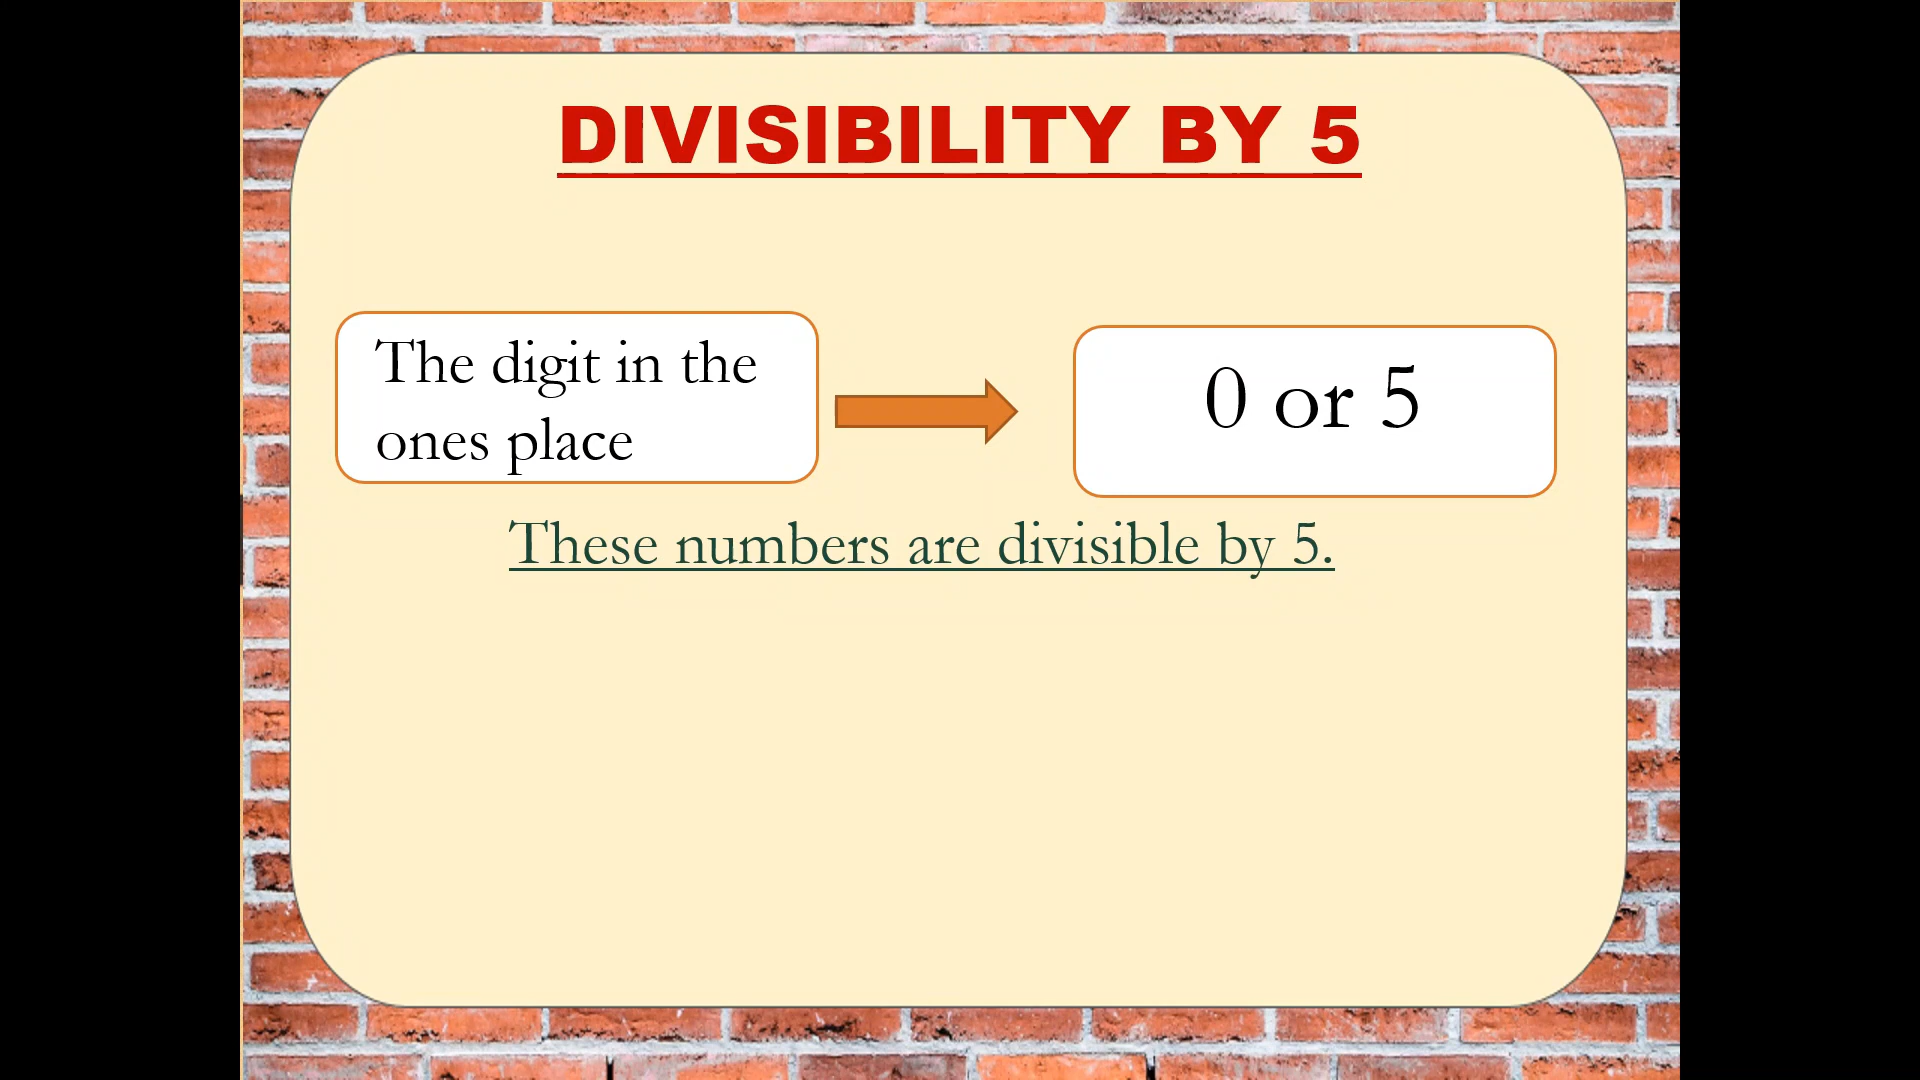 DIVISIBILITY BY 5
The digit in the
ones place
0 or 5
These numbers are divisible by 5.